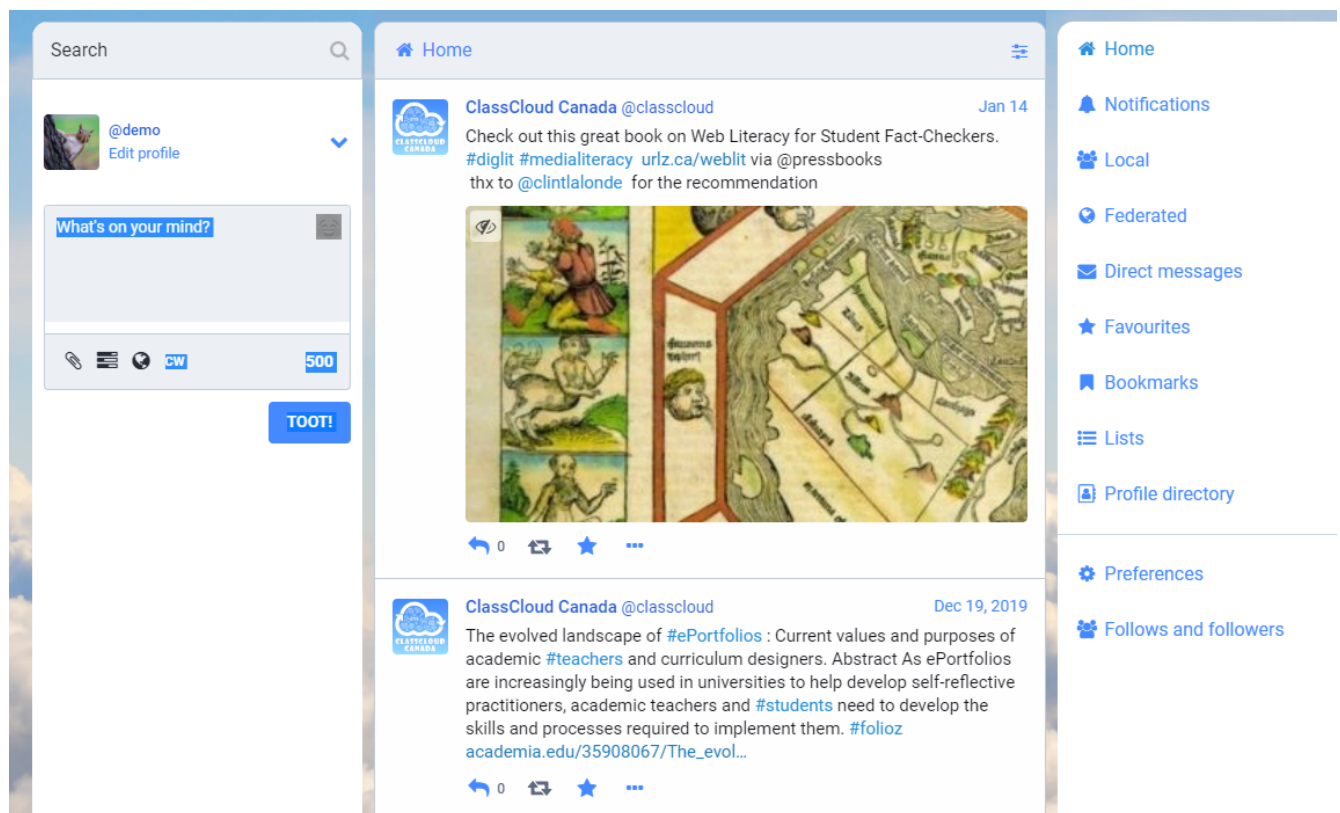 Search
@demo
Edit profile
What's on your mind?
CW
500
TOOT!
Home
CLASSCLOUD
CANADA
ClassCloud Canada @classcloud
Jan 14
Check out this great book on Web Literacy for Student Fact-Checkers.
#diglit #medialiteracy urlz.ca/weblit via @pressbooks
thx to @clintlalonde for the recommendation
0
CLASSCLOUD
CANADA
ClassCloud Canada @classcloud
Dec 19, 2019
The evolved landscape of #ePortfolios : Current values and purposes of
academic #teachers and curriculum designers. Abstract As ePortfolios
are increasingly being used in universities to help develop self-reflective
practitioners, academic teachers and #students need to develop the
skills and processes required to implement them. #folioz
academia.edu/35908067/The_evol…
0
Home
Notifications
Local
Federated
Direct messages
Favourites
Bookmarks
Lists
Profile directory
Preferences
Follows and followers